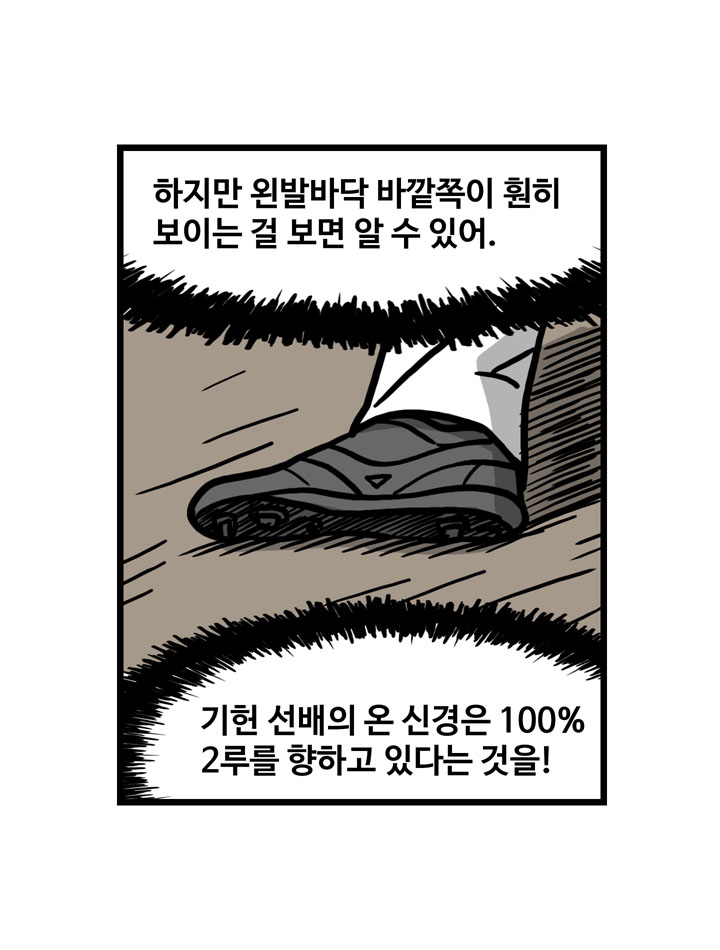 하지만 왼발바닥 바깥쪽이 훤히
보이는 걸 보면 알 수 있어.
기헌 선배의 온 신경은 100%
2루를 향하고 있다는 것을!